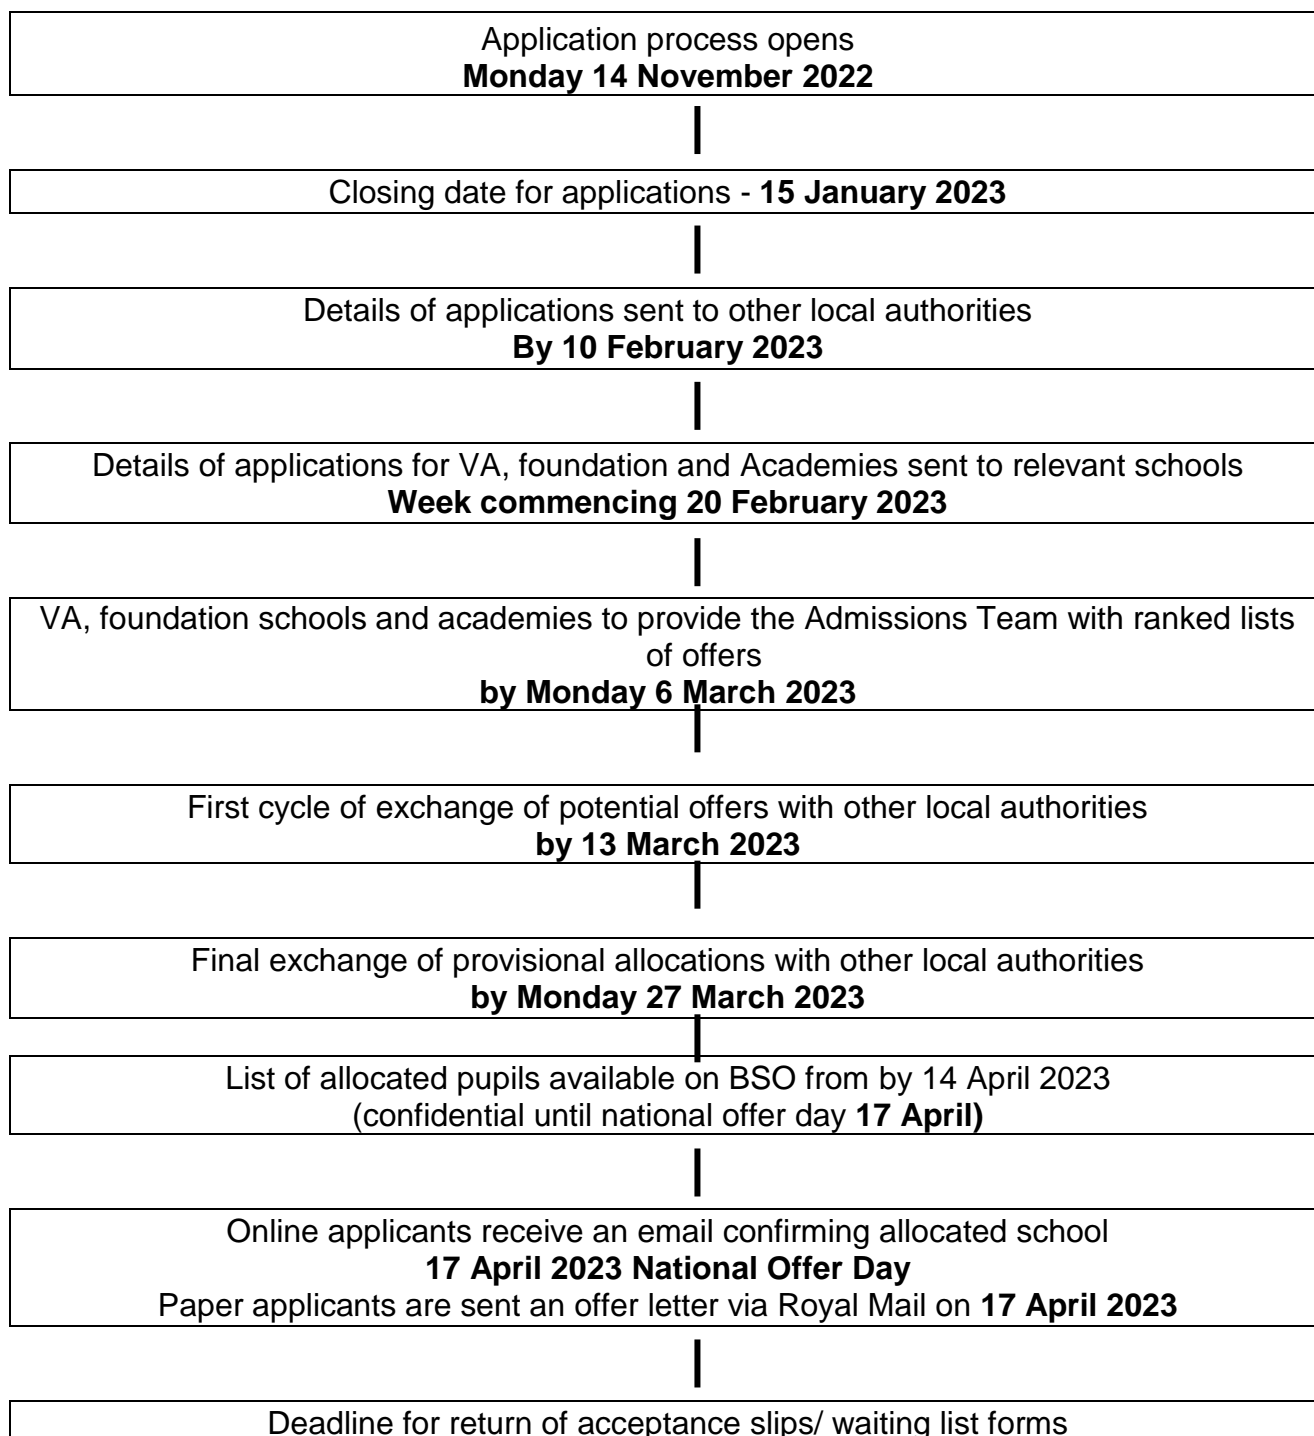 Application process opens
Monday 14 November 2022
Closing date for applications - 15 January 2023
Details of applications sent to other local authorities
By 10 February 2023
Details of applications for VA, foundation and Academies sent to relevant schools
Week commencing 20 February 2023
VA, foundation schools and academies to provide the Admissions Team with ranked lists
of offers
by Monday 6 March 2023
First cycle of exchange of potential offers with other local authorities
by 13 March 2023
Final exchange of provisional allocations with other local authorities
by Monday 27 March 2023
List of allocated pupils available on BSO from by 14 April 2023
(confidential until national offer day 17 April)
Online applicants receive an email confirming allocated school
17 April 2023 National Offer Day
Paper applicants are sent an offer letter via Royal Mail on 17 April 2023
Deadline for return of acceptance slips/ waiting list forms